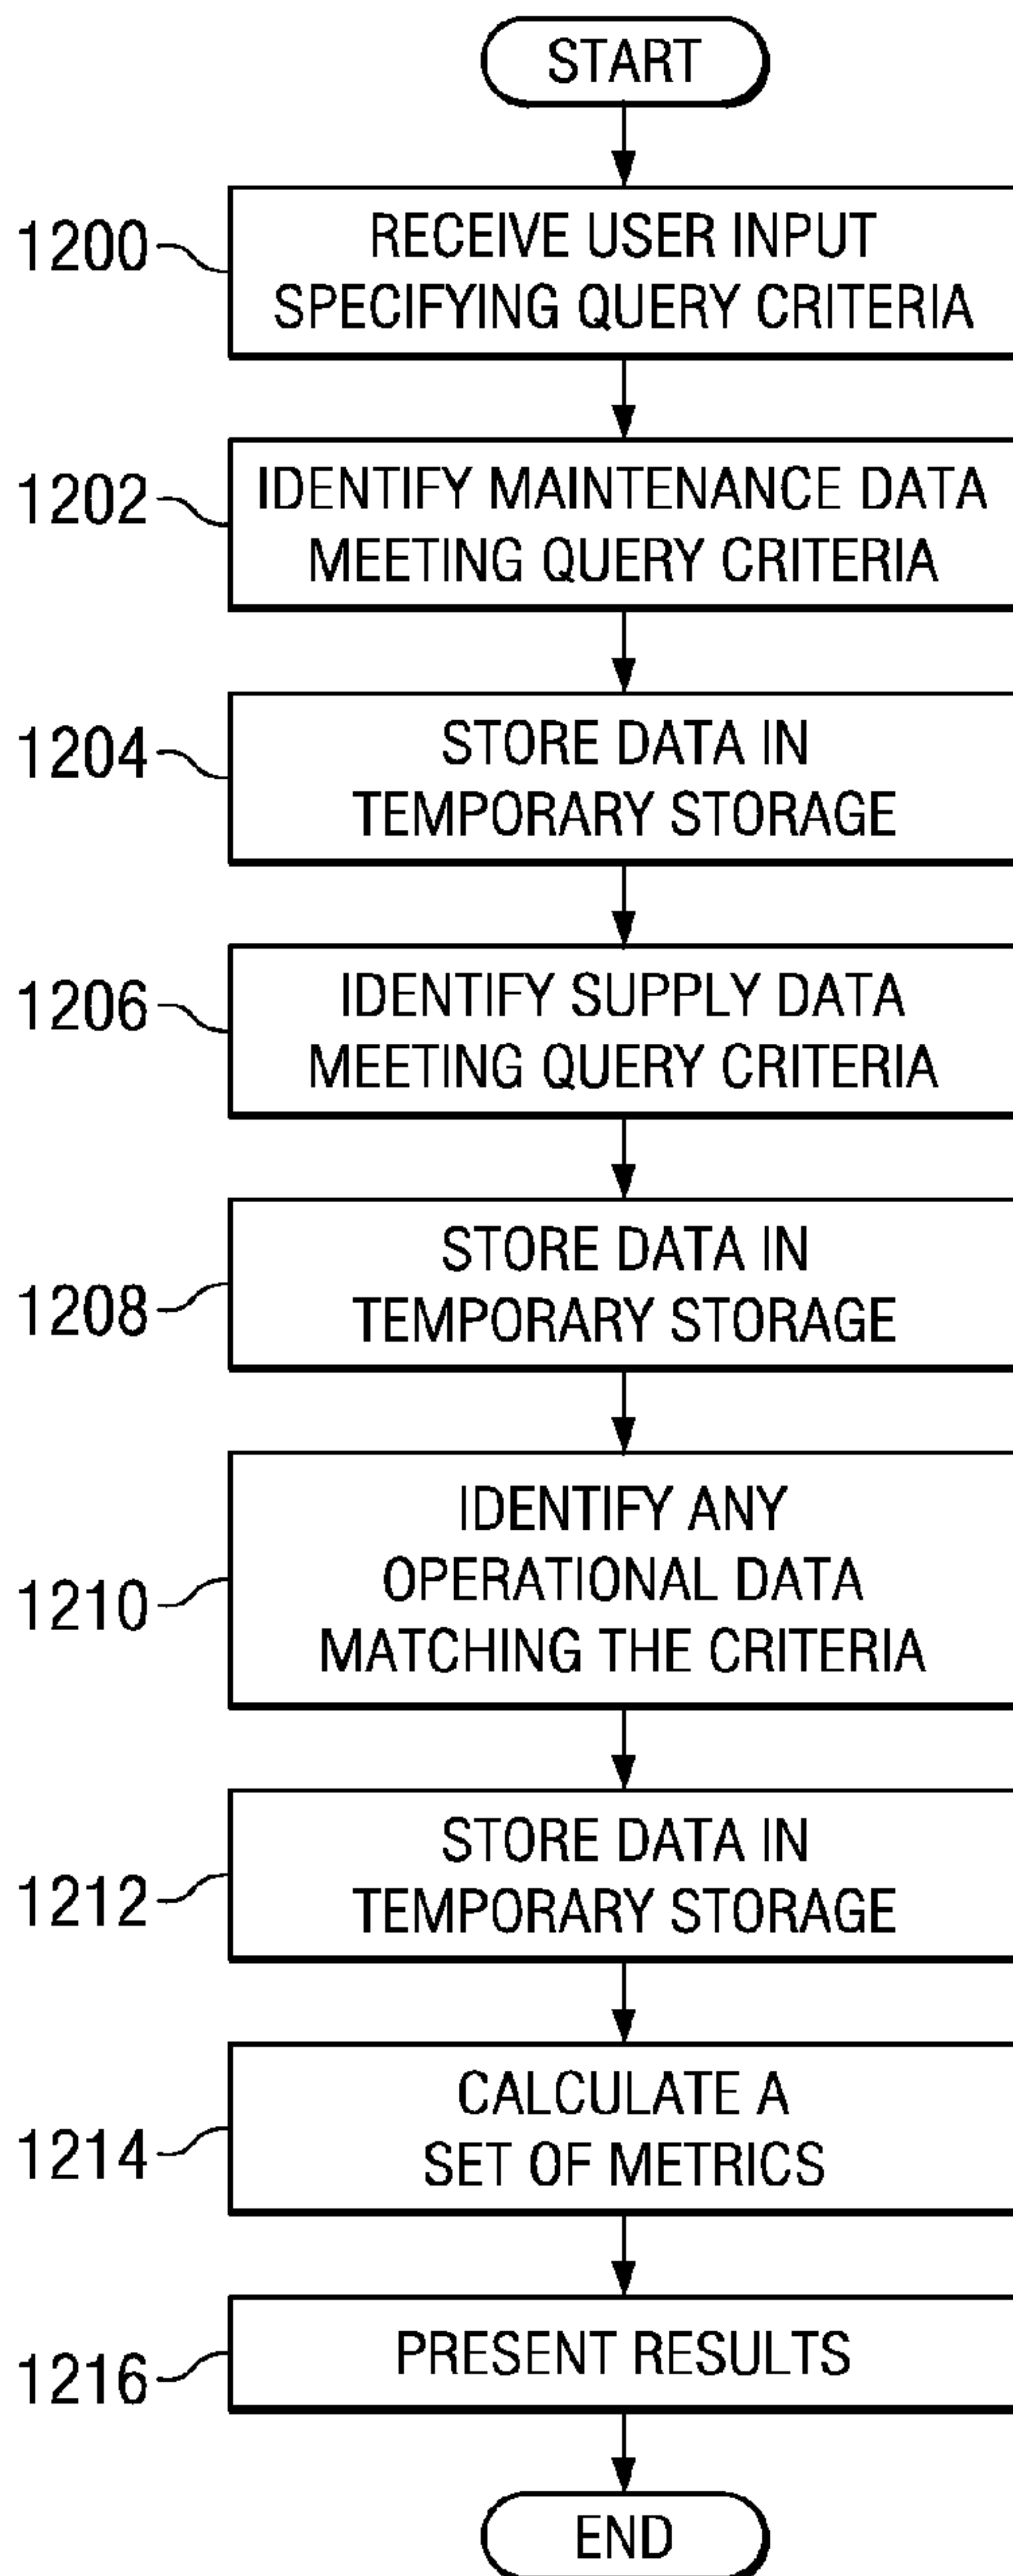 START
1200
RECEIVE USER INPUT
SPECIFYING QUERY CRITERIA
1202
IDENTIFY MAINTENANCE DATA
MEETING QUERY CRITERIA
1204
STORE DATA IN
TEMPORARY STORAGE
1206
IDENTIFY SUPPLY DATA
MEETING QUERY CRITERIA
1208
STORE DATA IN
TEMPORARY STORAGE
1210
IDENTIFY ANY
OPERATIONAL DATA
MATCHING THE CRITERIA
1212
STORE DATA IN
TEMPORARY STORAGE
1214
CALCULATE A
SET OF METRICS
1216
PRESENT RESULTS
END